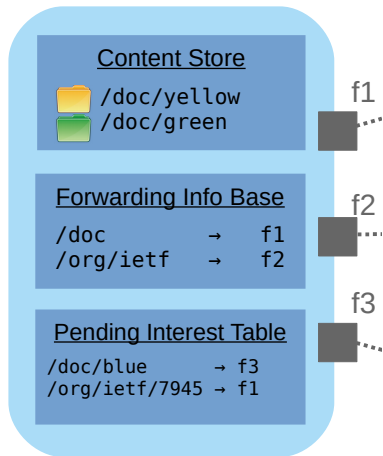 Content Store
/doc/yellow
/doc/green
f1
Forwarding Info Base
/doc → f1
/org/ietf → f2
f2
Pending Interest Table
/doc/blue → f3
/org/ietf/7945 → f1
f3